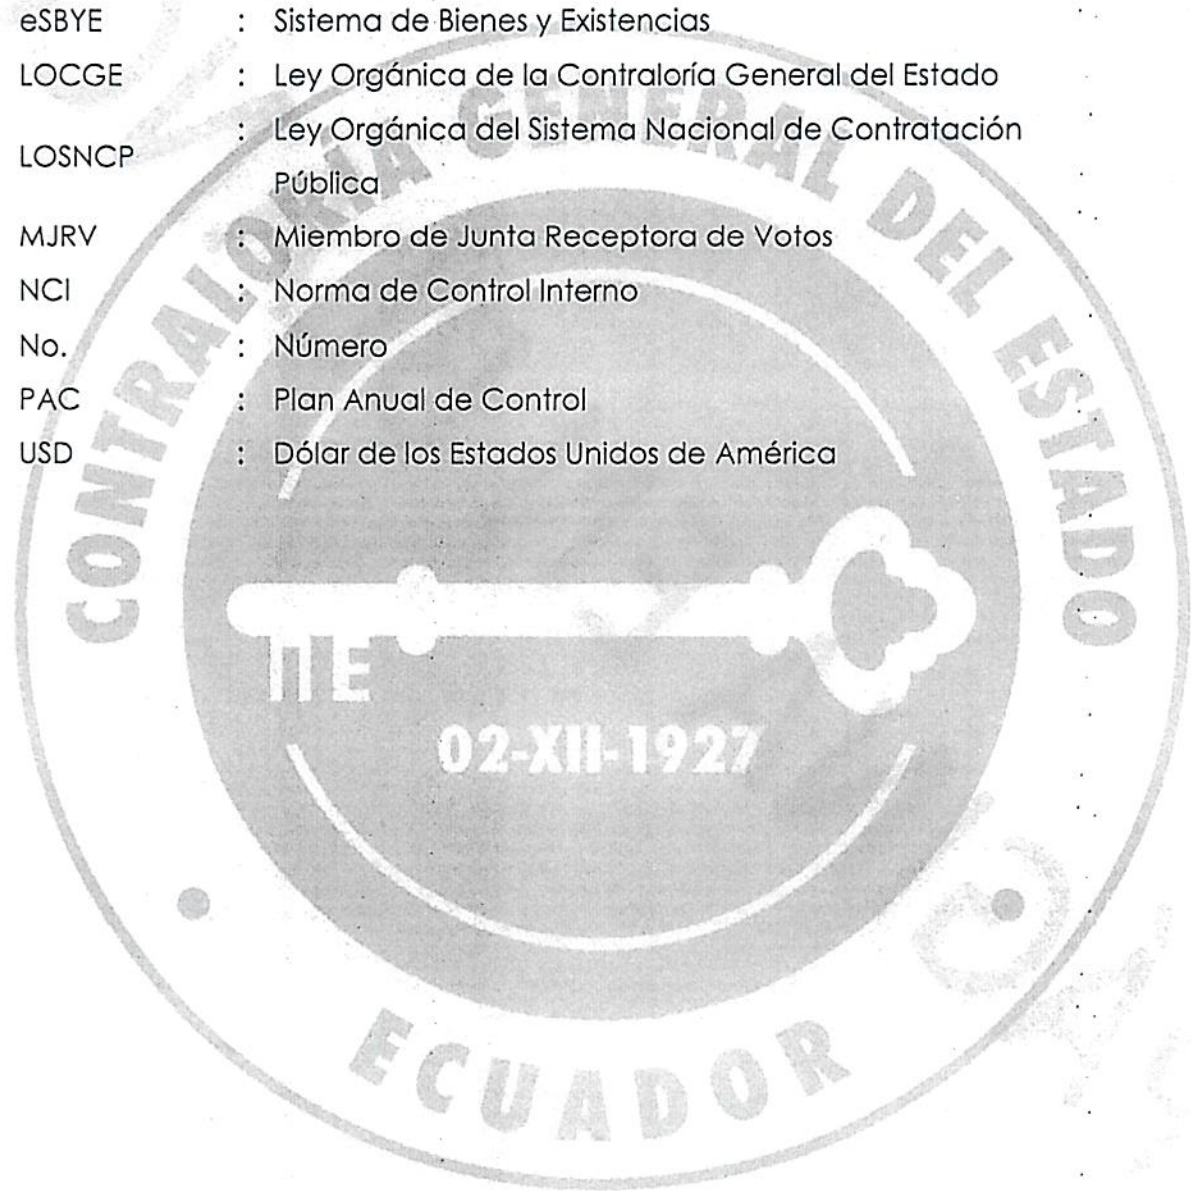 eSBYE : Sistema de Bienes y Existencias
LOCGE : Ley Orgánica de la Contraloría General del Estado
LOSNCP : Ley Orgánica del Sistema Nacional de Contratación
Pública
MJRV : Miembro de Junta Receptora de Votos
NCI : Norma de Control Interno
No. : Número
PAC : Plan Anual de Control
USD : Dólar de los Estados Unidos de América
CONTRALORÍA GENERAL DEL ESTADO
02-XII-1927
ECUADOR